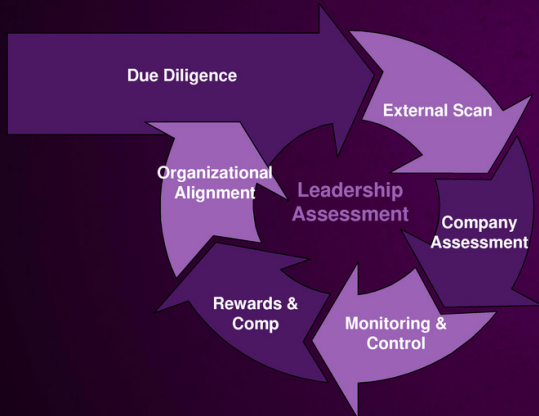 Due Diligence
External Scan
Company
Assessment
Monitoring &
Control
Rewards &
Comp
Organizational
Alignment
Leadership
Assessment